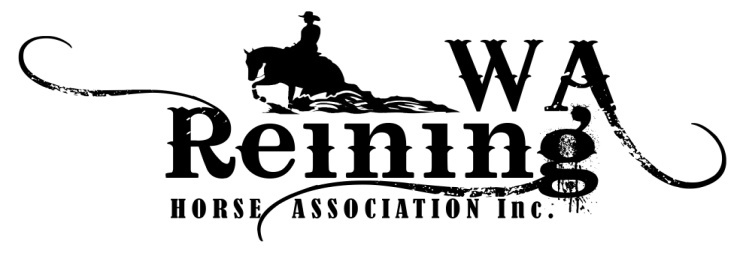 WA
Reining
HORSE ASSOCIATION Inc.